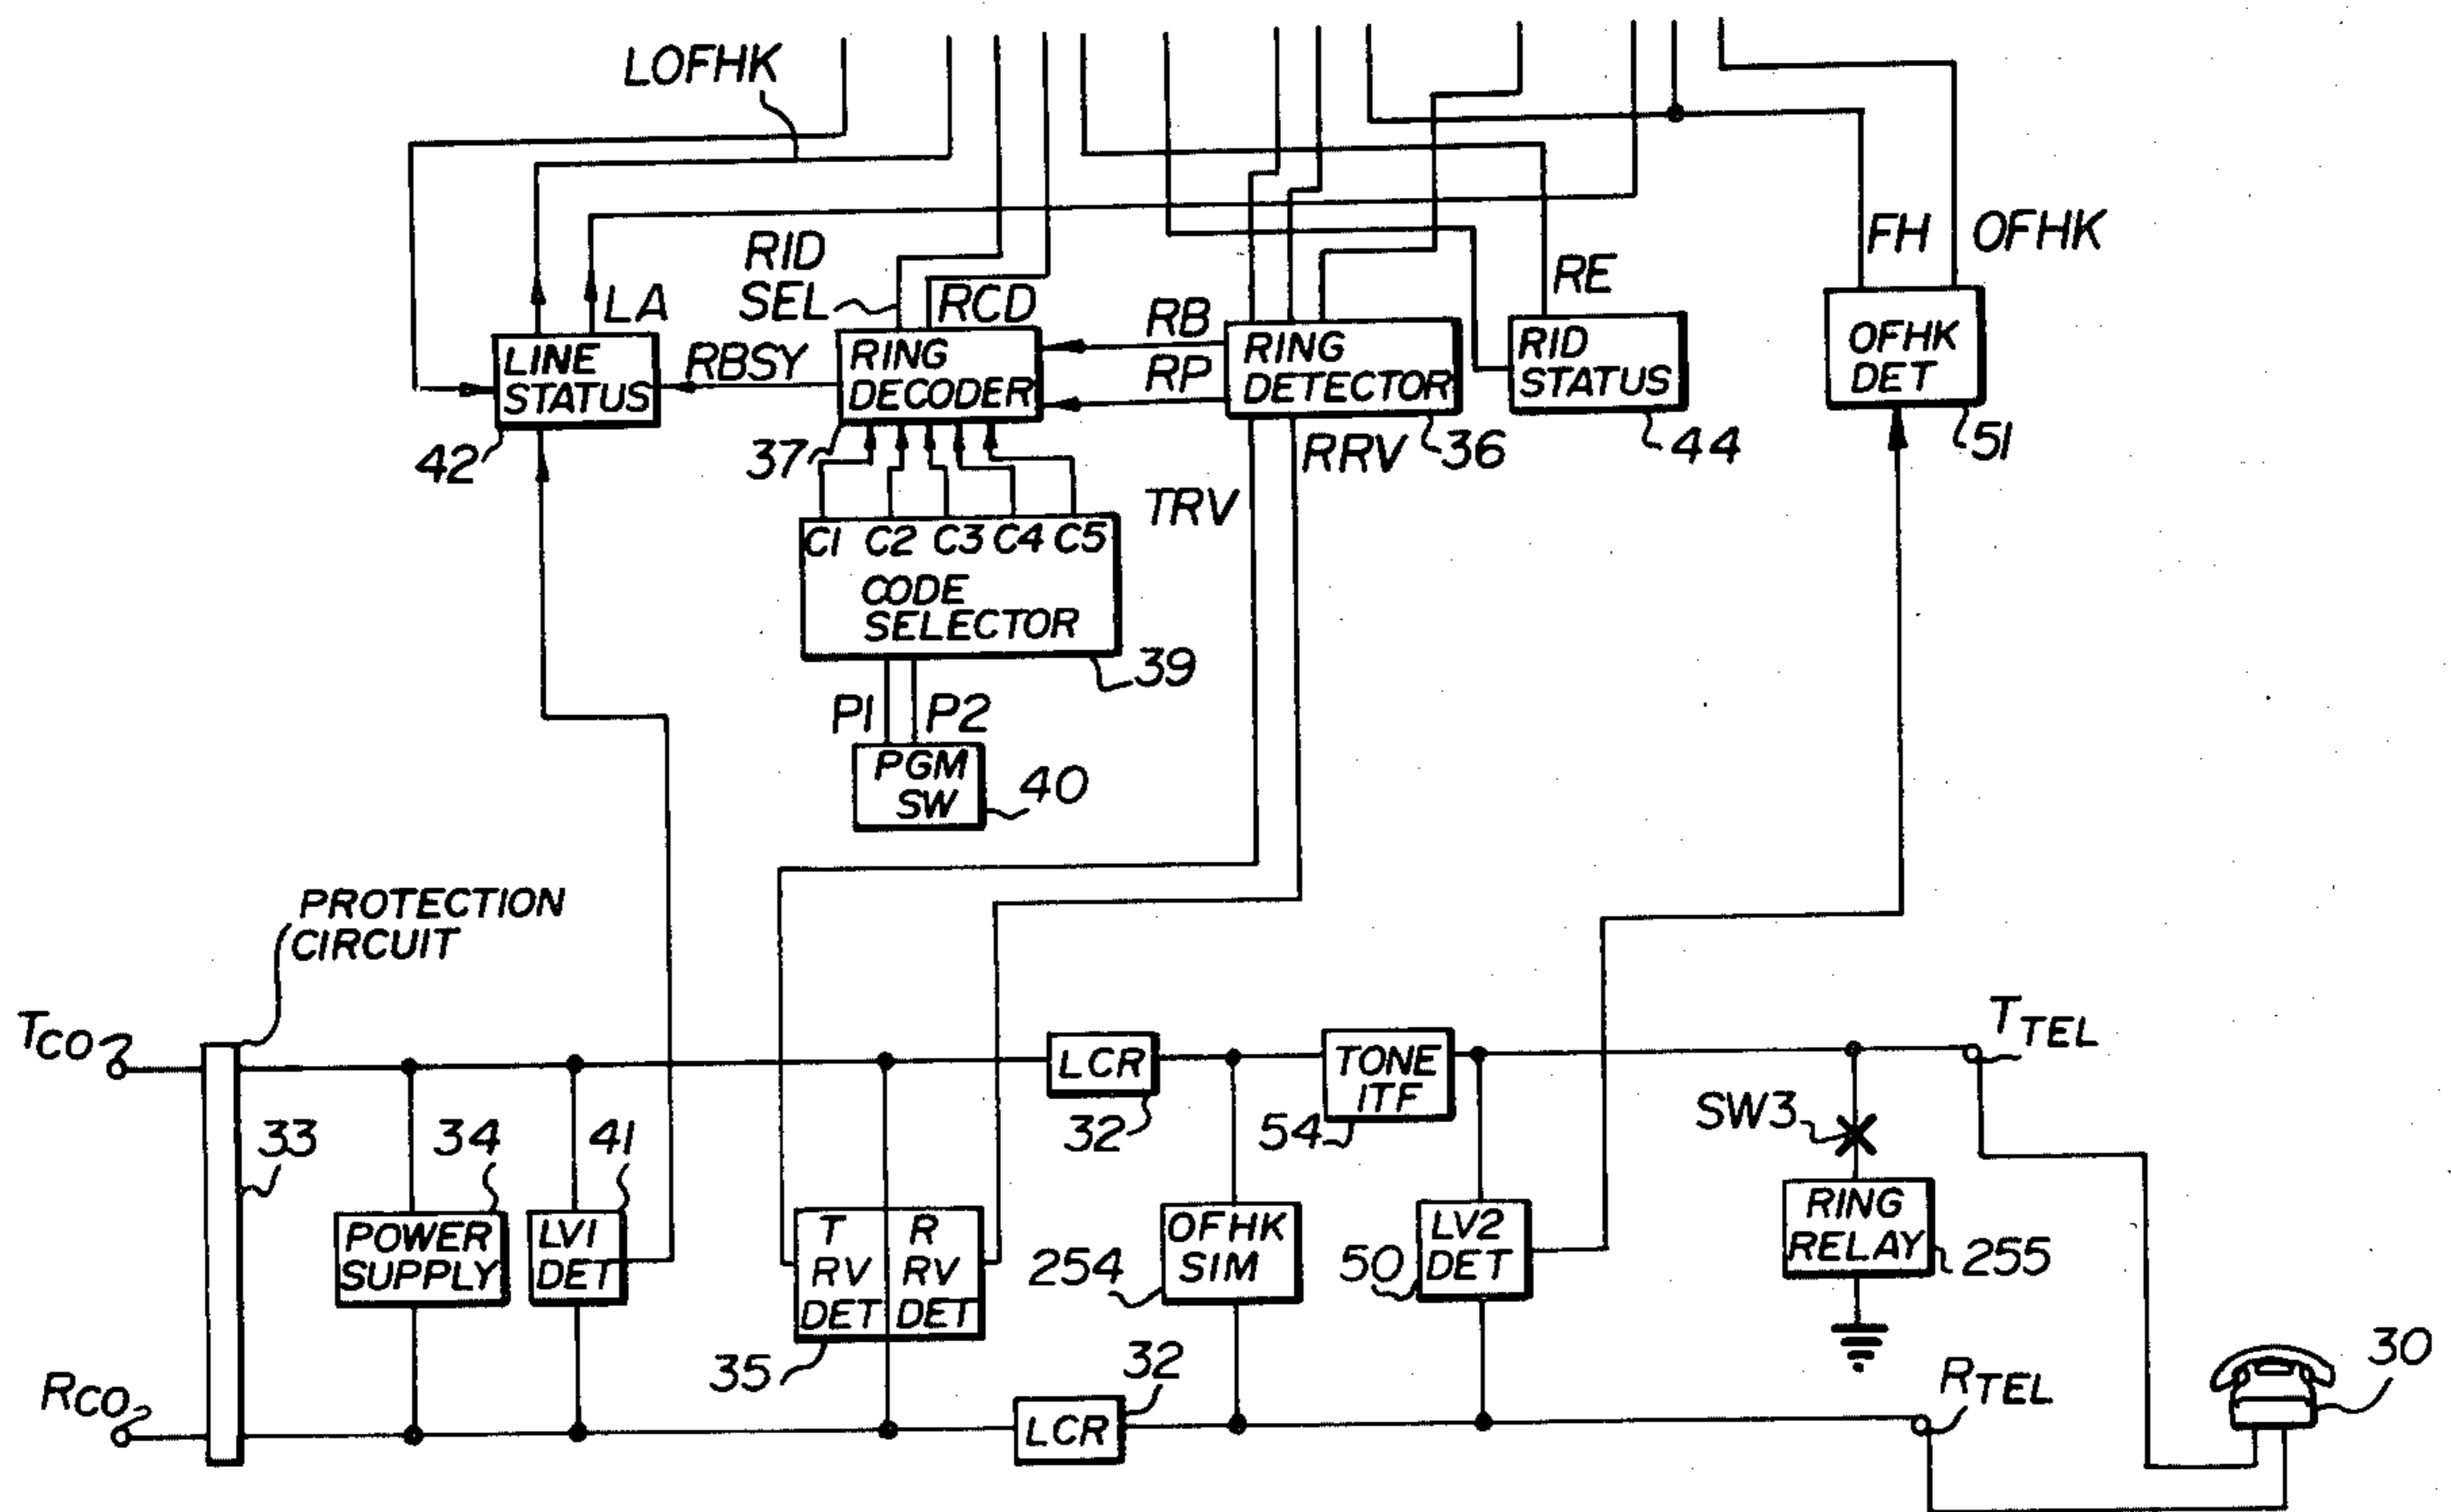 LOFHK
RID
SEL
RCD
LA
RBSY
RB
RP
RE
FH
OFHK
LINE
STATUS
42
RING
DECODER
37
RING
DETECTOR
36
RID
STATUS
44
OFHK
DET
51
RRV
TRV
C1 C2 C3 C4 C5
CODE
SELECTOR
39
P1
P2
PGM
SW
40
PROTECTION
CIRCUIT
TCO
33
34
41
LCR
32
TONE
ITF
54
SW3
TTEL
POWER
SUPPLY
LV1
DET
T
RV
DET
R
RV
DET
35
OFHK
SIM
254
LV2
DET
50
RING
RELAY
255
RCO
LCR
32
RTEL
30